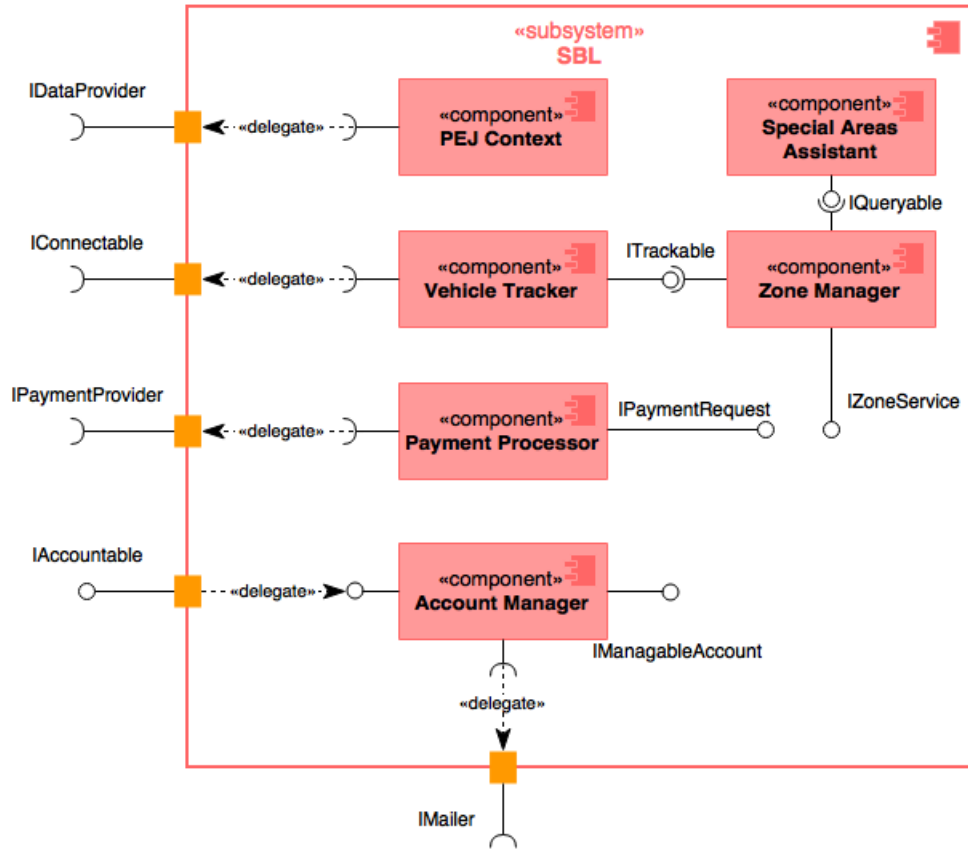 «subsystem»
SBL
IDataProvider
«delegate»
«component»
PEJ Context
«component»
Special Areas
Assistant
IQueryable
IConnectable
«delegate»
«component»
Vehicle Tracker
ITrackable
«component»
Zone Manager
IPaymentProvider
«delegate»
«component»
Payment Processor
IPaymentRequest
IZoneService
IAccountable
«delegate»
«component»
Account Manager
IManagableAccount
«delegate»
IMailer